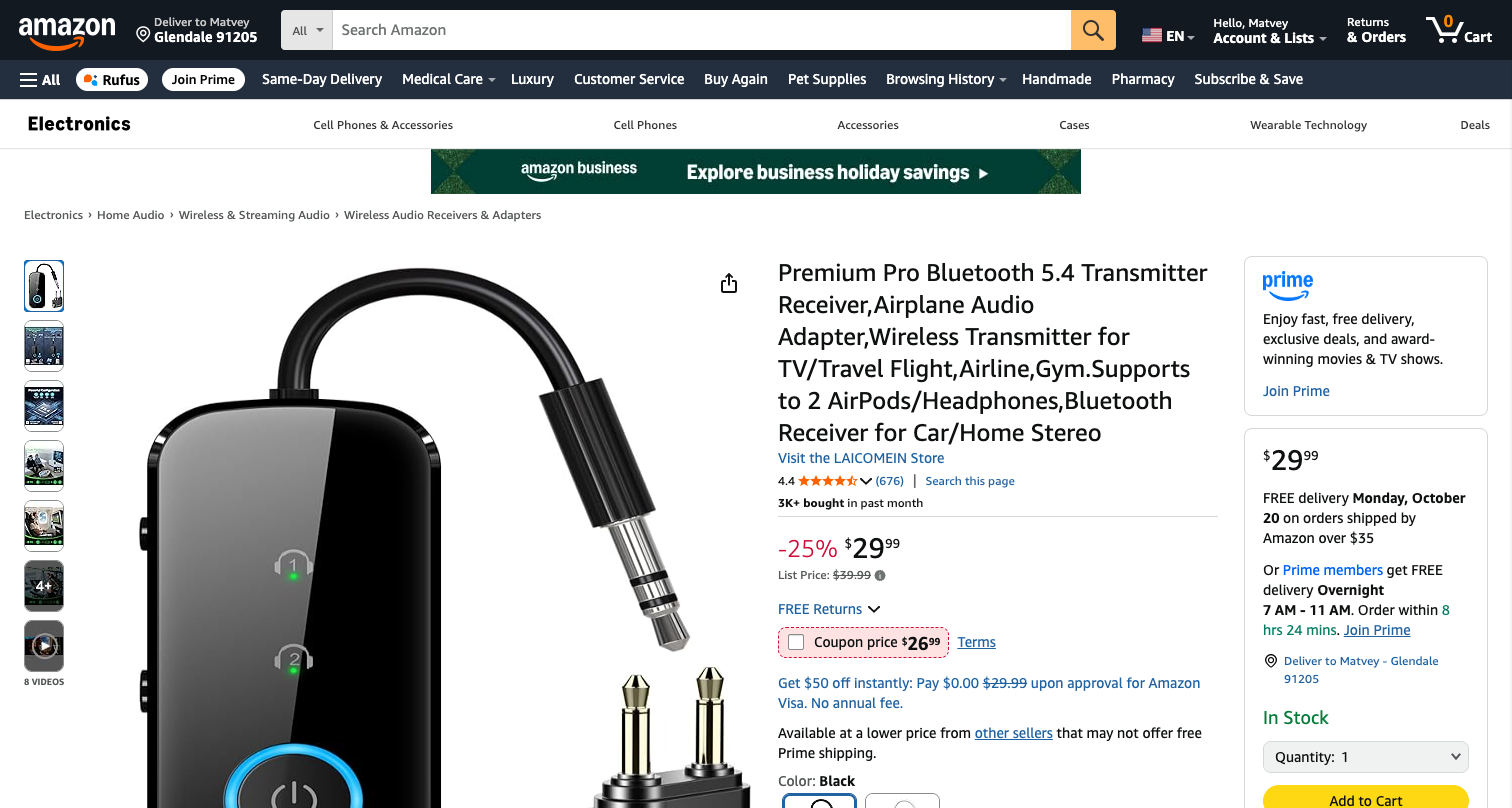 amazon
Deliver to Matvey
Glendale 91205
All
Search Amazon
EN
Hello, Matvey
Account & Lists
Returns
& Orders
0
Cart
All
Rufus
Join Prime
Same-Day Delivery
Medical Care
Luxury
Customer Service
Buy Again
Pet Supplies
Browsing History
Handmade
Pharmacy
Subscribe & Save
Electronics
Cell Phones & Accessories
Cell Phones
Accessories
Cases
Wearable Technology
Deals
amazon business
Explore business holiday savings
Electronics › Home Audio › Wireless & Streaming Audio › Wireless Audio Receivers & Adapters
4+
8 VIDEOS
1
2
Premium Pro Bluetooth 5.4 Transmitter
Receiver,Airplane Audio
Adapter,Wireless Transmitter for
TV/Travel Flight,Airline,Gym.Supports
to 2 AirPods/Headphones,Bluetooth
Receiver for Car/Home Stereo
Visit the LAICOMEIN Store
4.4 (676) | Search this page
3K+ bought in past month
-25% $2999
List Price: $39.99
FREE Returns
Coupon price $2699 Terms
Get $50 off instantly: Pay $0.00 $29.99 upon approval for Amazon
Visa. No annual fee.
Available at a lower price from other sellers that may not offer free
Prime shipping.
Color: Black
prime
Enjoy fast, free delivery,
exclusive deals, and award-
winning movies & TV shows.
Join Prime
$2999
FREE delivery Monday, October
20 on orders shipped by
Amazon over $35
Or Prime members get FREE
delivery Overnight
7 AM - 11 AM. Order within 8
hrs 24 mins. Join Prime
Deliver to Matvey - Glendale
91205
In Stock
Quantity: 1
Add to Cart